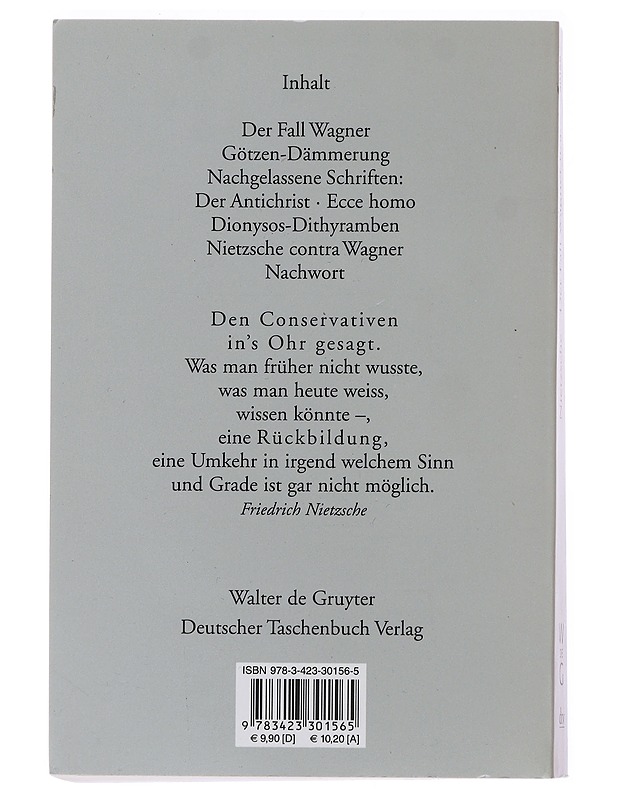 Inhalt
Der Fall Wagner
Götzen-Dämmerung
Nachgelassene Schriften:
Der Antichrist · Ecce homo
Dionysos-Dithyramben
Nietzsche contra Wagner
Nachwort
Den Conservativen
in's Ohr gesagt.
Was man früher nicht wusste,
was man heute weiss,
wissen könnte –,
eine Rückbildung,
eine Umkehr in irgend welchem Sinn
und Grade ist gar nicht möglich.
Friedrich Nietzsche
Walter de Gruyter
Deutscher Taschenbuch Verlag
ISBN 978-3-423-30156-5
9 783423 301565
€ 9,90 [D] € 10,20 [A]